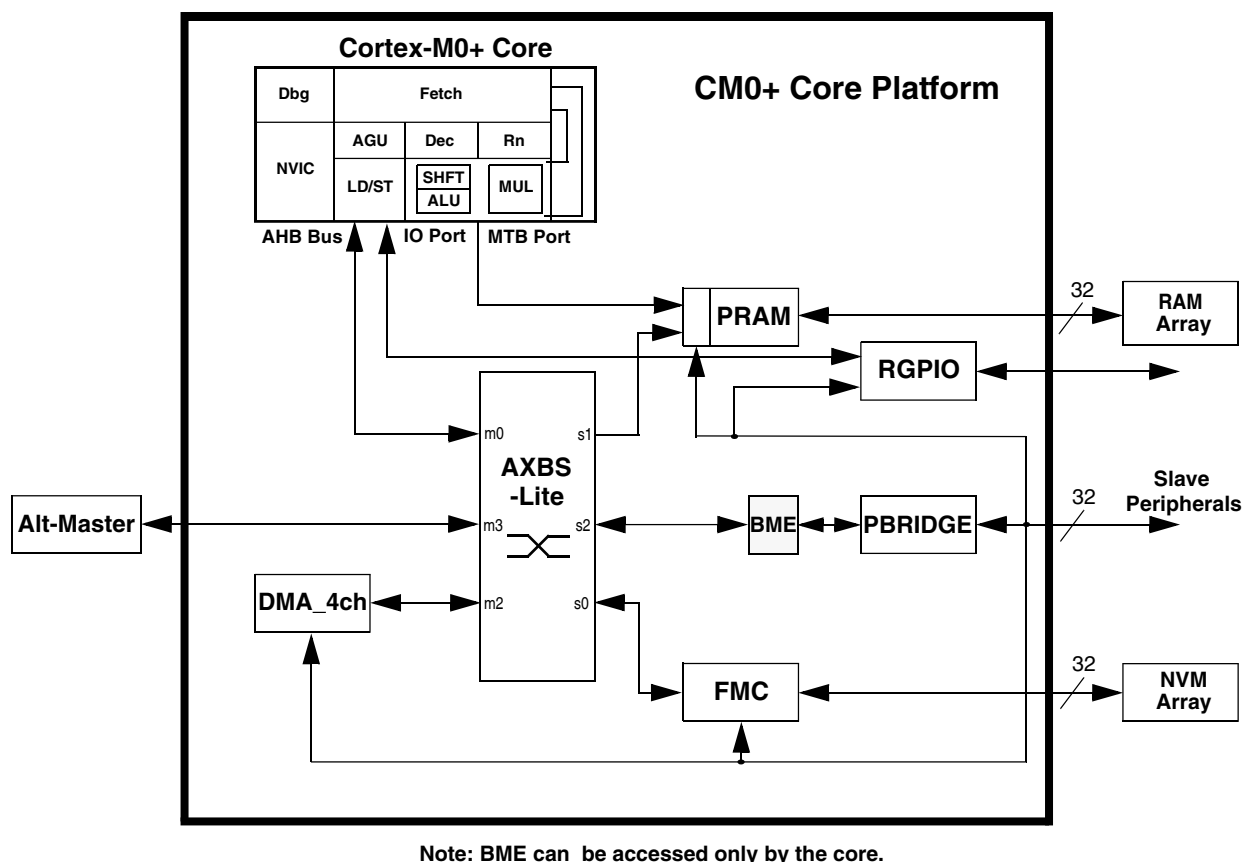 Cortex-M0+ Core
CM0+ Core Platform
Dbg
Fetch
AGU
Dec
Rn
NVIC
LD/ST
SHFT
ALU
MUL
AHB Bus
IO Port
MTB Port
32
PRAM
RAM
Array
RGPIO
m0
s1
AXBS
-Lite
Slave
Peripherals
32
Alt-Master
m3
s2
BME
PBRIDGE
DMA_4ch
m2
s0
32
FMC
NVM
Array
Note: BME can  be accessed only by the core.